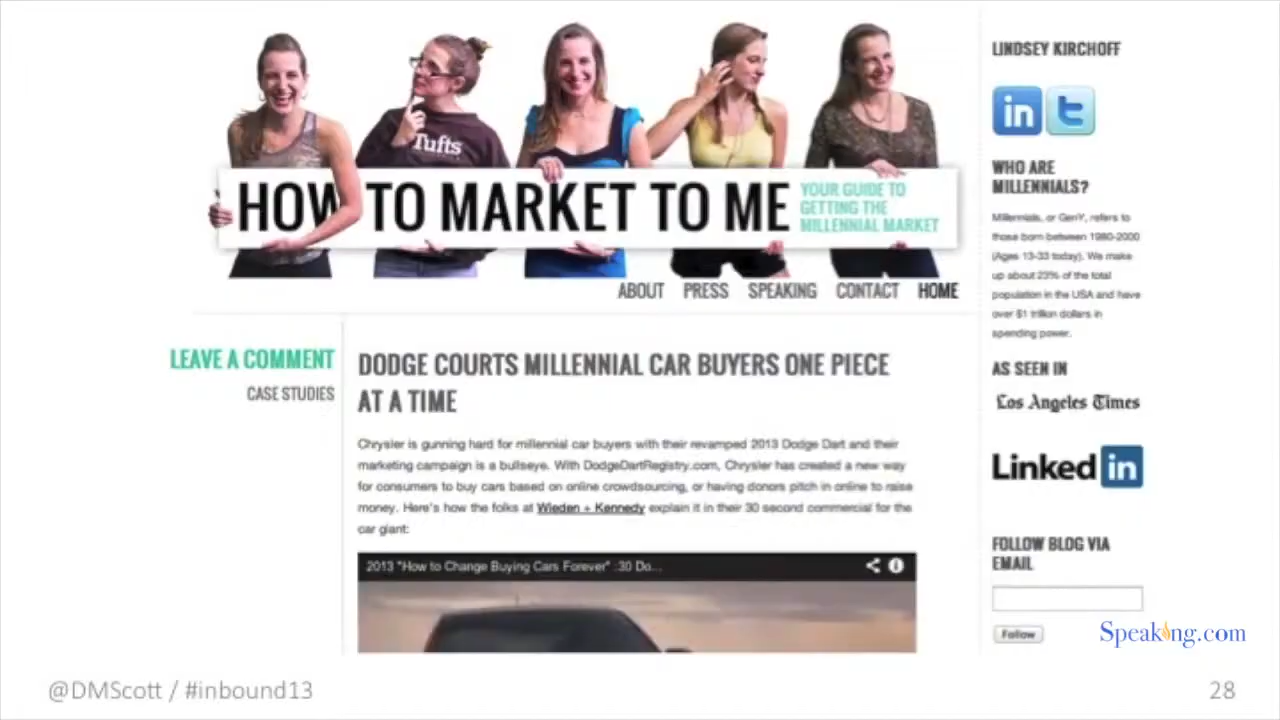 Tufts
HOW TO MARKET TO ME
YOUR GUIDE TO
GETTING THE
MILLENNIAL MARKET
ABOUT PRESS SPEAKING CONTACT HOME
LEAVE A COMMENT
CASE STUDIES
DODGE COURTS MILLENNIAL CAR BUYERS ONE PIECE
AT A TIME
Chrysler is gunning hard for millennial car buyers with their revamped 2013 Dodge Dart and their
marketing campaign is a bullseye. With DodgeDartRegistry.com, Chrysler has created a new way
for consumers to buy cars based on online crowdsourcing, or having donors pitch in online to raise
money. Here's how the folks at Wieden + Kennedy explain it in their 30 second commercial for the
car giant:
2013 "How to Change Buying Cars Forever" :30 Do...
LINDSEY KIRCHOFF
in t
WHO ARE
MILLENNIALS?
Millennials, or GenY, refers to
those born between 1980-2000
(Ages 13-33 today). We make
up about 23% of the total
population in the USA and have
over $1 trillion dollars in
spending power.
AS SEEN IN
Los Angeles Times
Linked in
FOLLOW BLOG VIA
EMAIL
Follow
Speaking.com
@DMScott / #inbound13
28